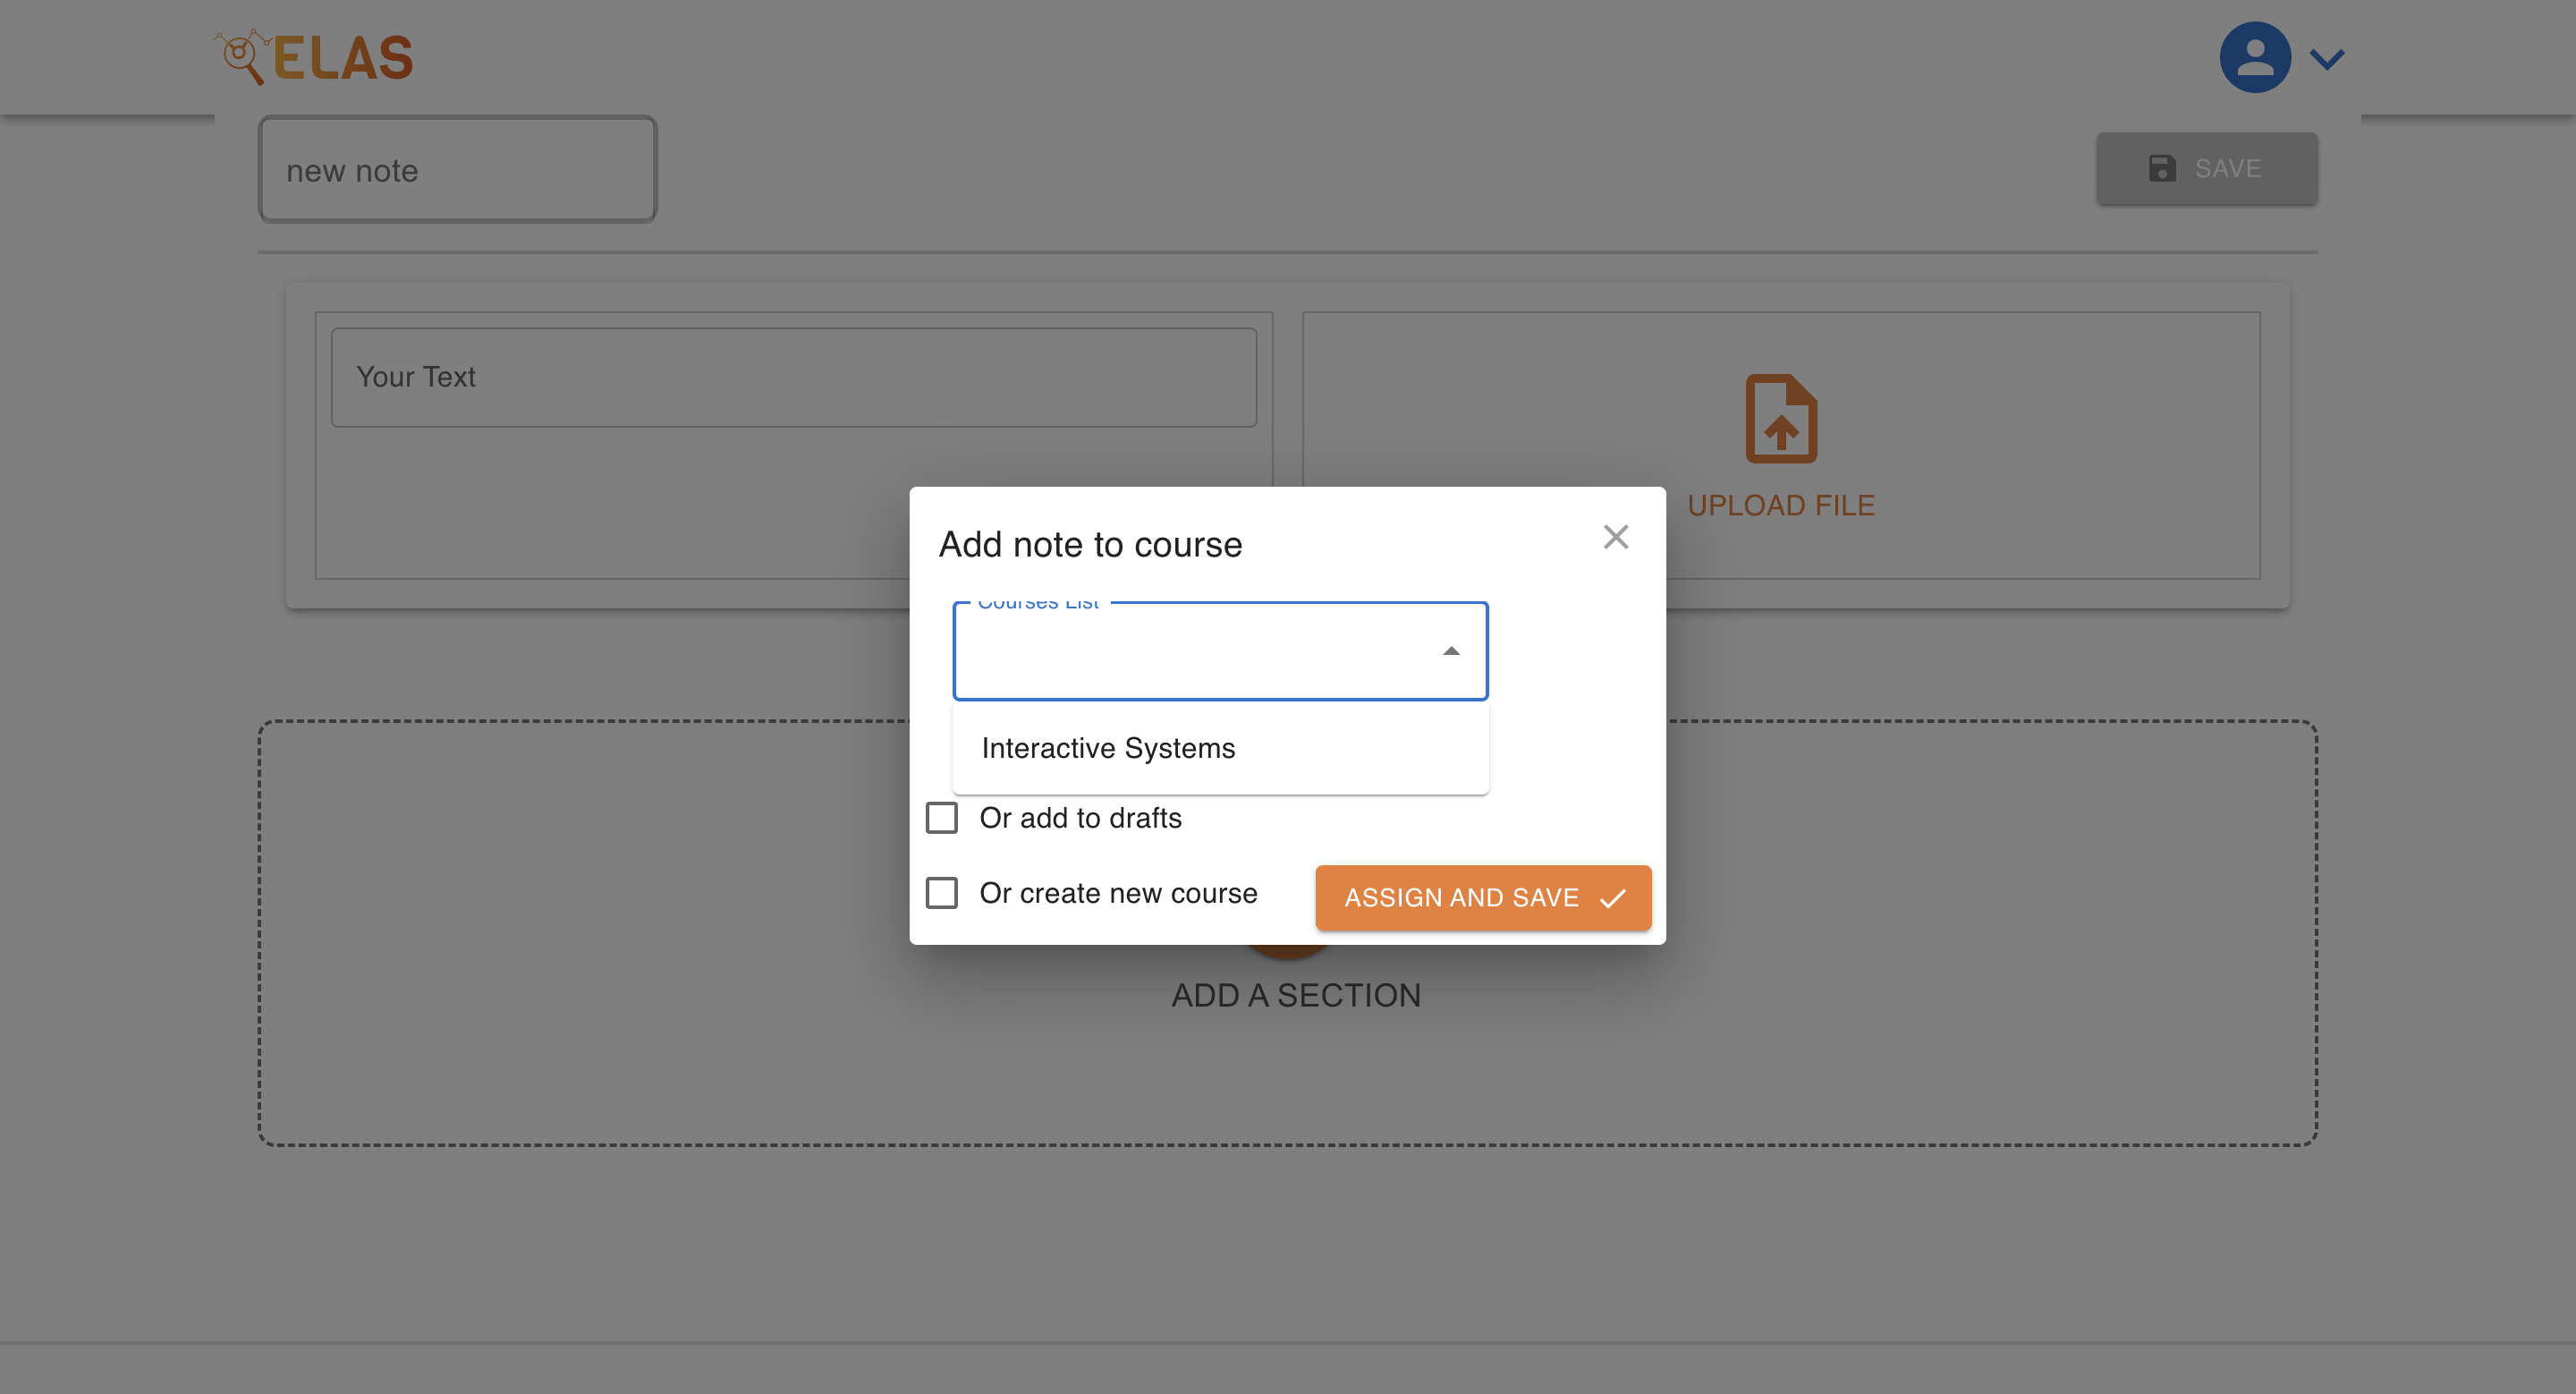 ELAS
new note
SAVE
Your Text
UPLOAD FILE
Add note to course
Courses List
Interactive Systems
Or add to drafts
Or create new course
ASSIGN AND SAVE
ADD A SECTION